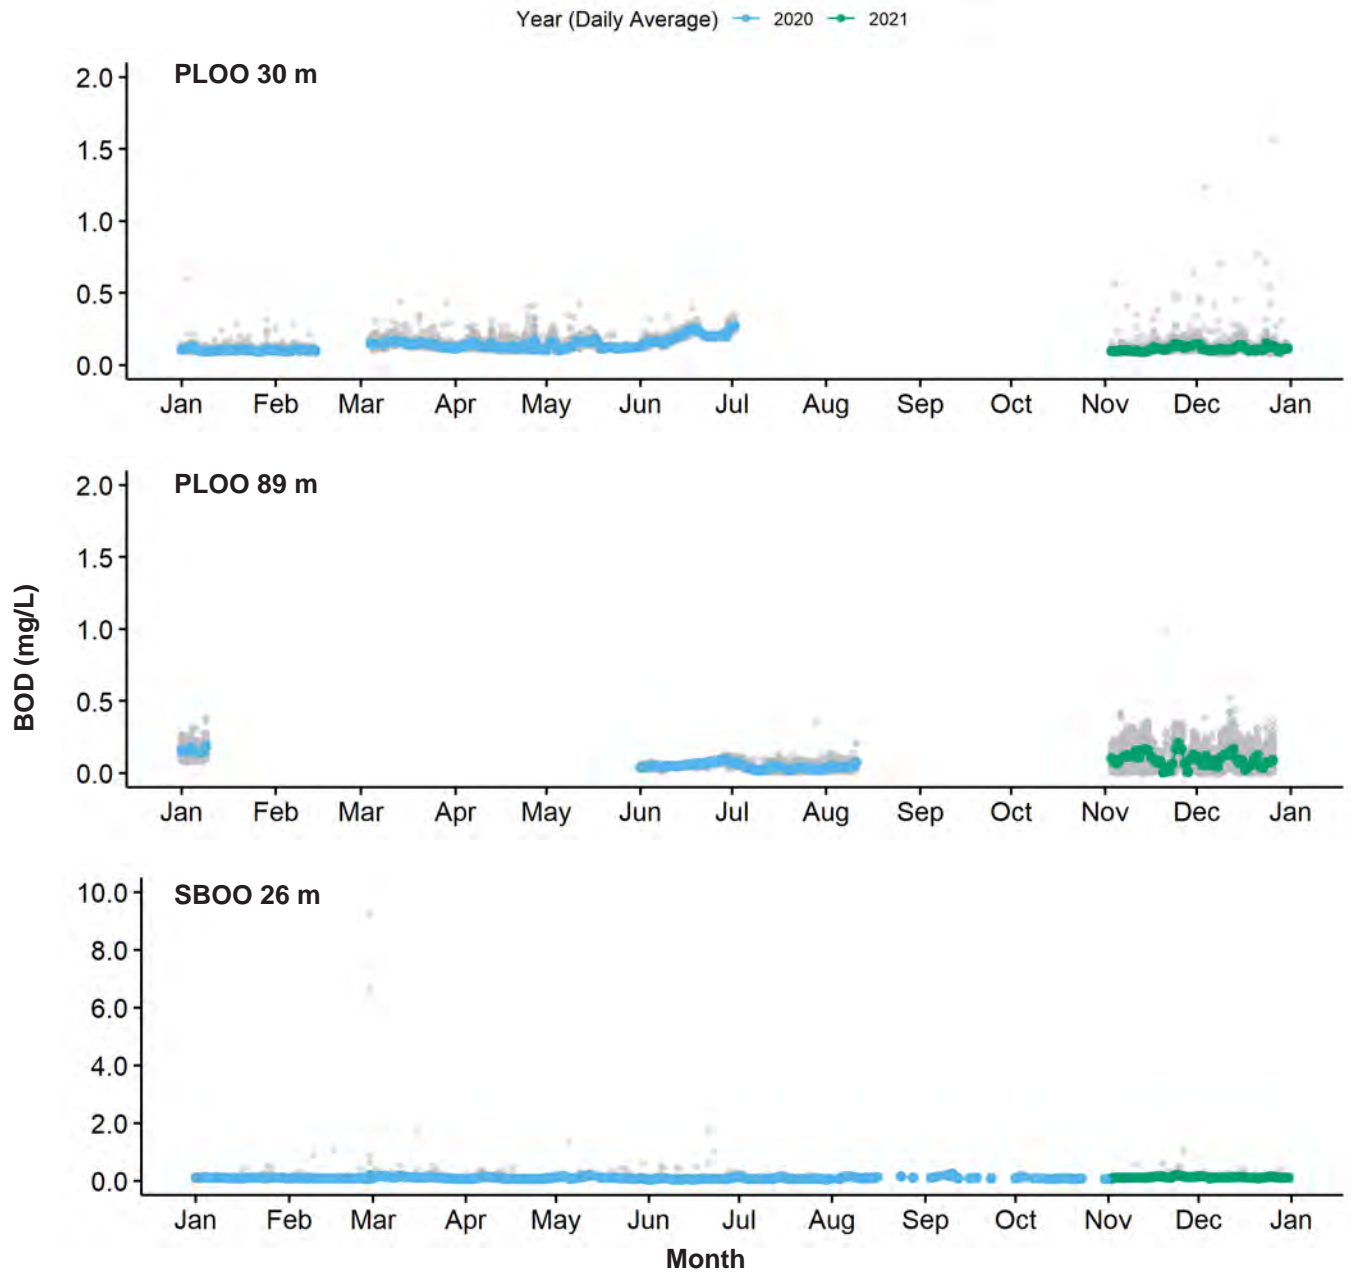 Year (Daily Average) 2020 2021
PLOO 30 m
2.0
1.5
1.0
0.5
0.0
Jan Feb Mar Apr May Jun Jul Aug Sep Oct Nov Dec Jan
PLOO 89 m
2.0
1.5
1.0
0.5
0.0
Jan Feb Mar Apr May Jun Jul Aug Sep Oct Nov Dec Jan
BOD (mg/L)
SBOO 26 m
10.0
8.0
6.0
4.0
2.0
0.0
Jan Feb Mar Apr May Jun Jul Aug Sep Oct Nov Dec Jan
Month